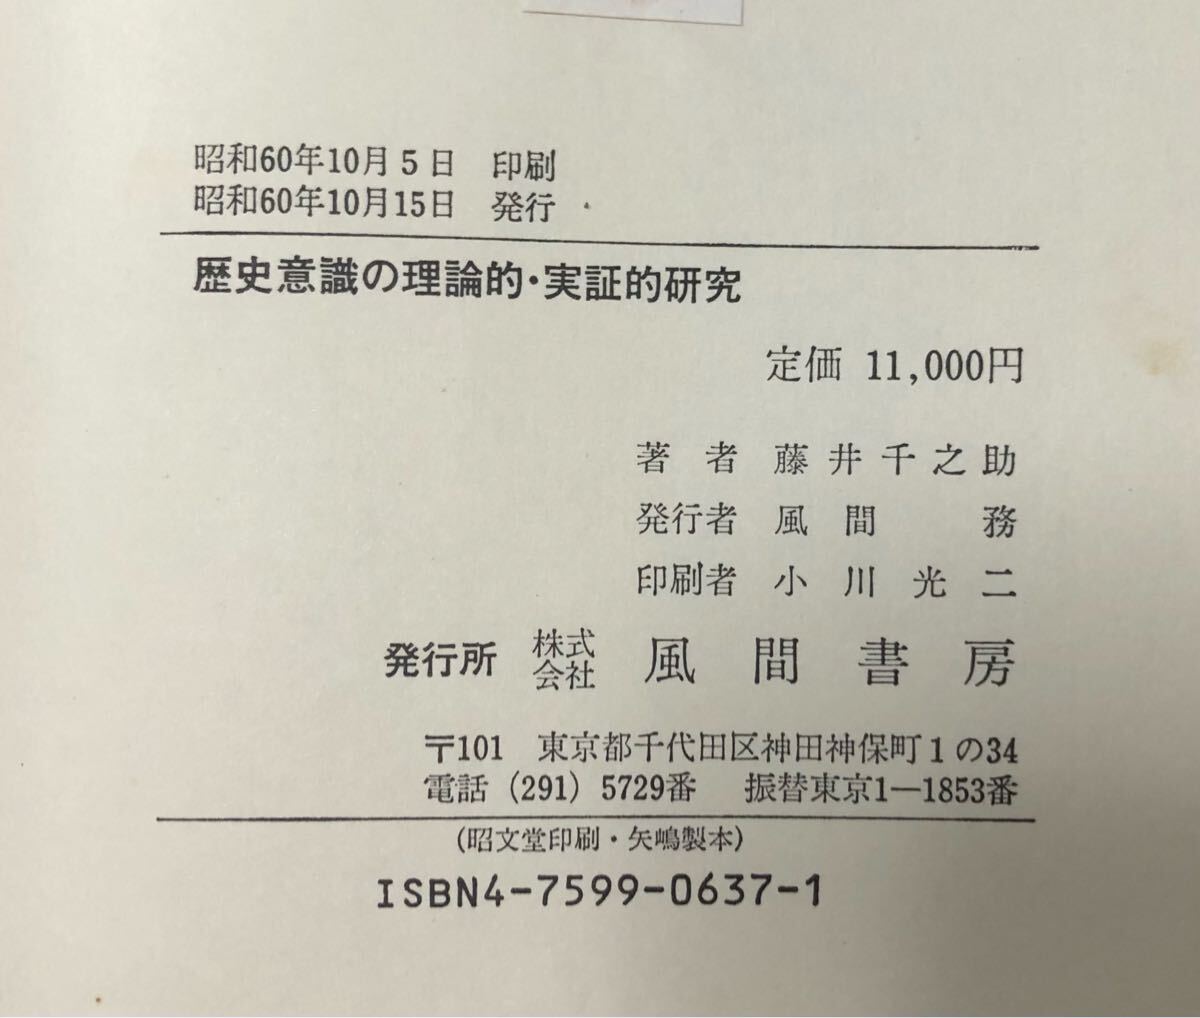 昭和60年10月5日 印刷
昭和60年10月15日 発行
歴史意識の理論的・実証的研究
定価 11,000円
著者 藤井千之助
発行者 風間 務
印刷者 小川光二
発行所 株式会社 風間書房
〒101 東京都千代田区神田神保町1の34
電話(291)5729番 振替東京1―1853番
(昭文堂印刷・矢嶋製本)
ISBN4-7599-0637-1